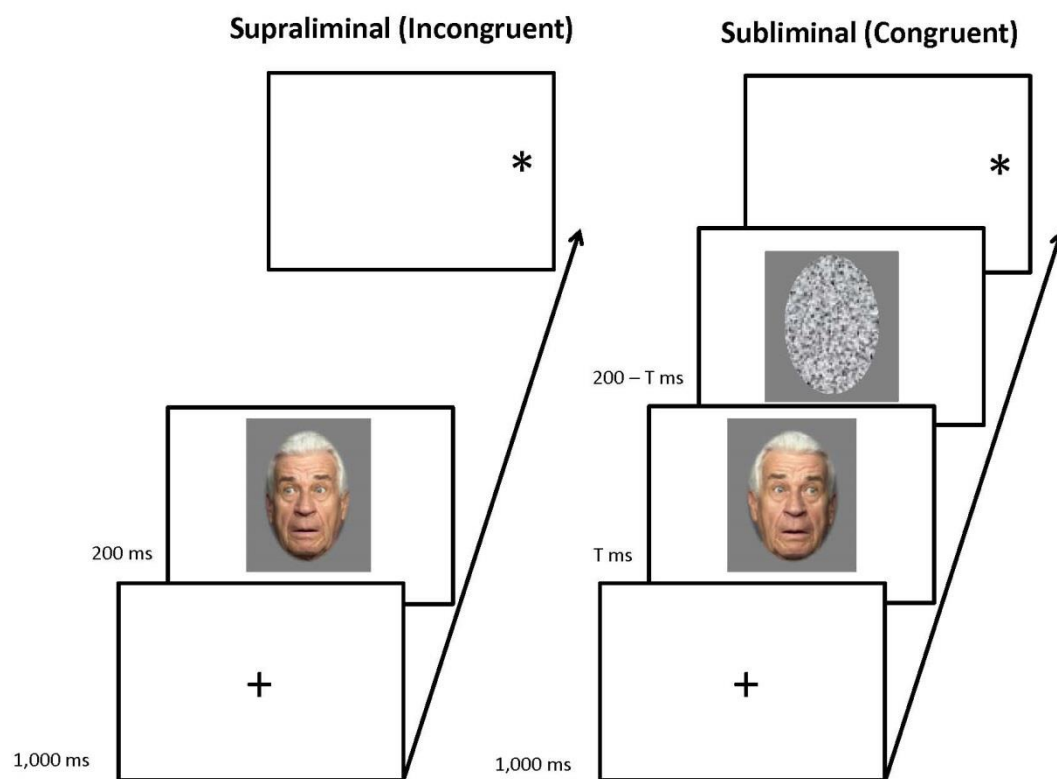 Supraliminal (Incongruent)
*
200 ms
+
1,000 ms
Subliminal (Congruent)
*
200 – T ms
T ms
+
1,000 ms